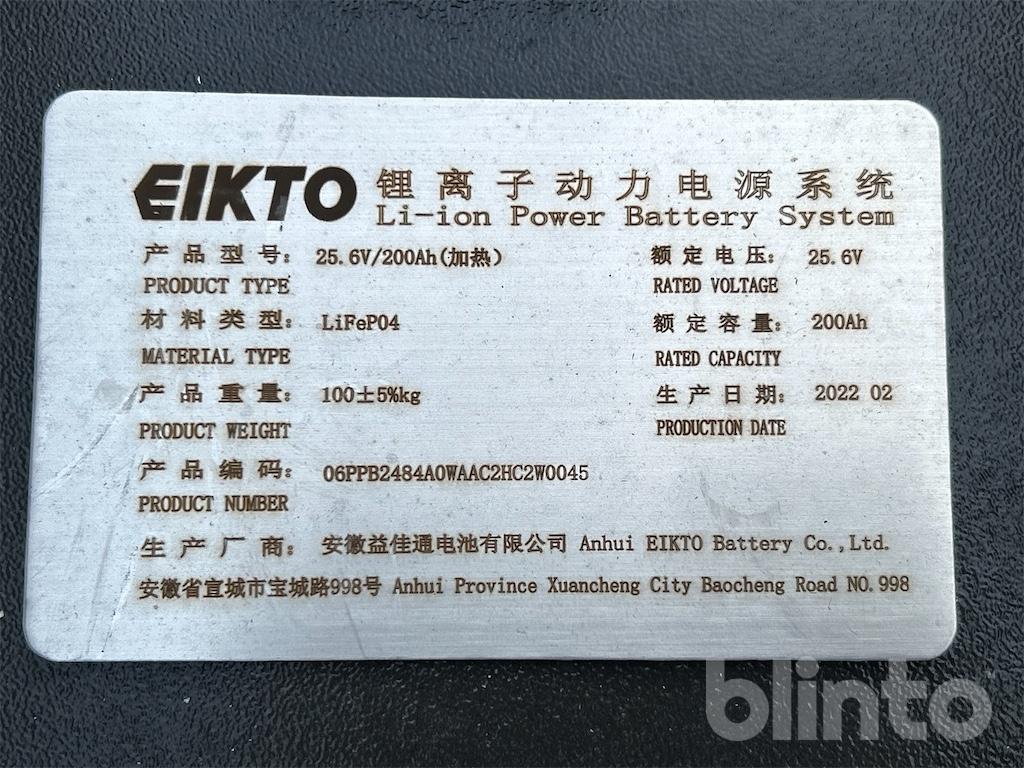 EIKTO 锂离子动力电源系统
Li-ion Power Battery System
产品型号: 25.6V/200Ah(加热) 额定电压: 25.6V
PRODUCT TYPE RATED VOLTAGE
材料类型: LiFePO4 额定容量: 200Ah
MATERIAL TYPE RATED CAPACITY
产品重量: 100±5%kg 生产日期: 2022 02
PRODUCT WEIGHT PRODUCTION DATE
产品编码: 06PPB2484A0WAAC2HC2W0045
PRODUCT NUMBER
生产厂商: 安徽益佳通电池有限公司 Anhui EIKTO Battery Co.,Ltd.
安徽省宣城市宝城路998号 Anhui Province Xuancheng City Baocheng Road NO.998
blinto